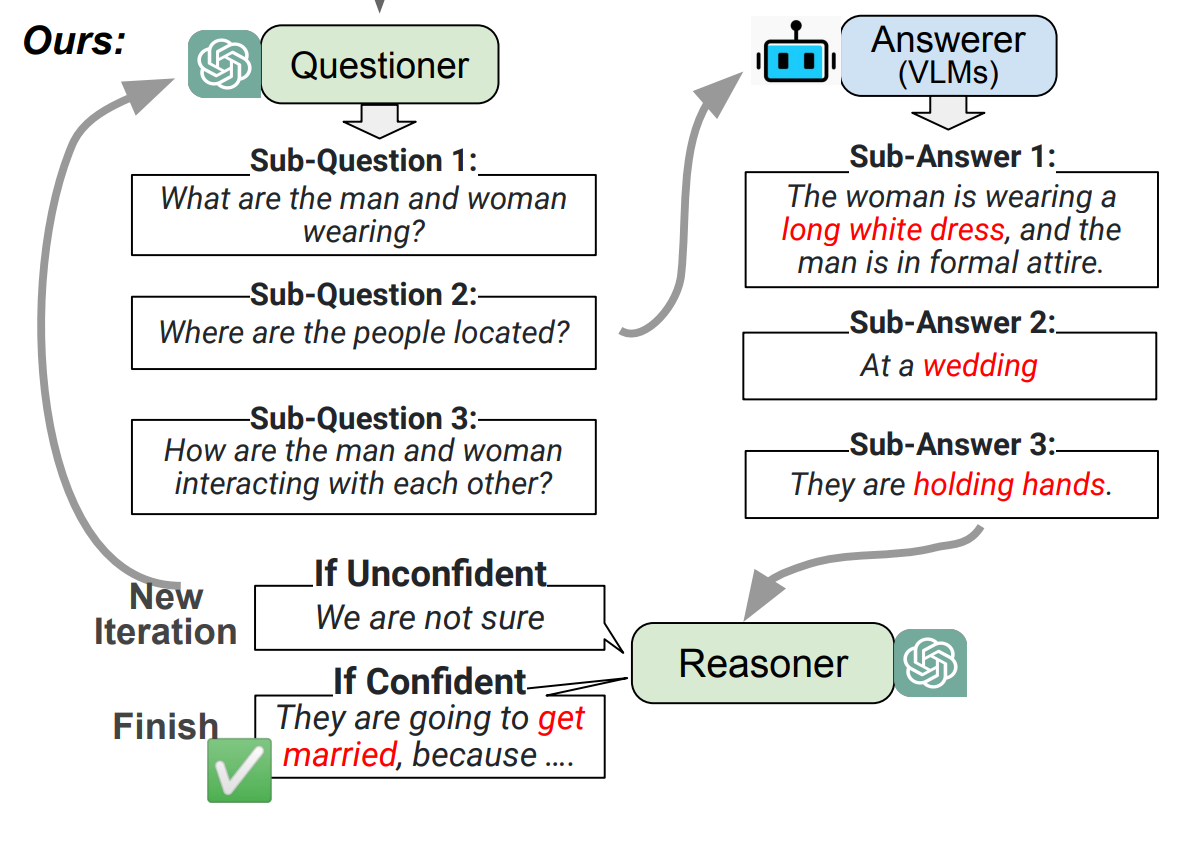 Ours:
Questioner
Sub-Question 1:
What are the man and woman
wearing?
Sub-Question 2:
Where are the people located?
Sub-Question 3:
How are the man and woman
interacting with each other?
Answerer
(VLMs)
Sub-Answer 1:
The woman is wearing a
long white dress, and the
man is in formal attire.
Sub-Answer 2:
At a wedding
Sub-Answer 3:
They are holding hands.
Reasoner
If Unconfident
We are not sure
New
Iteration
If Confident
They are going to get
married, because ....
Finish